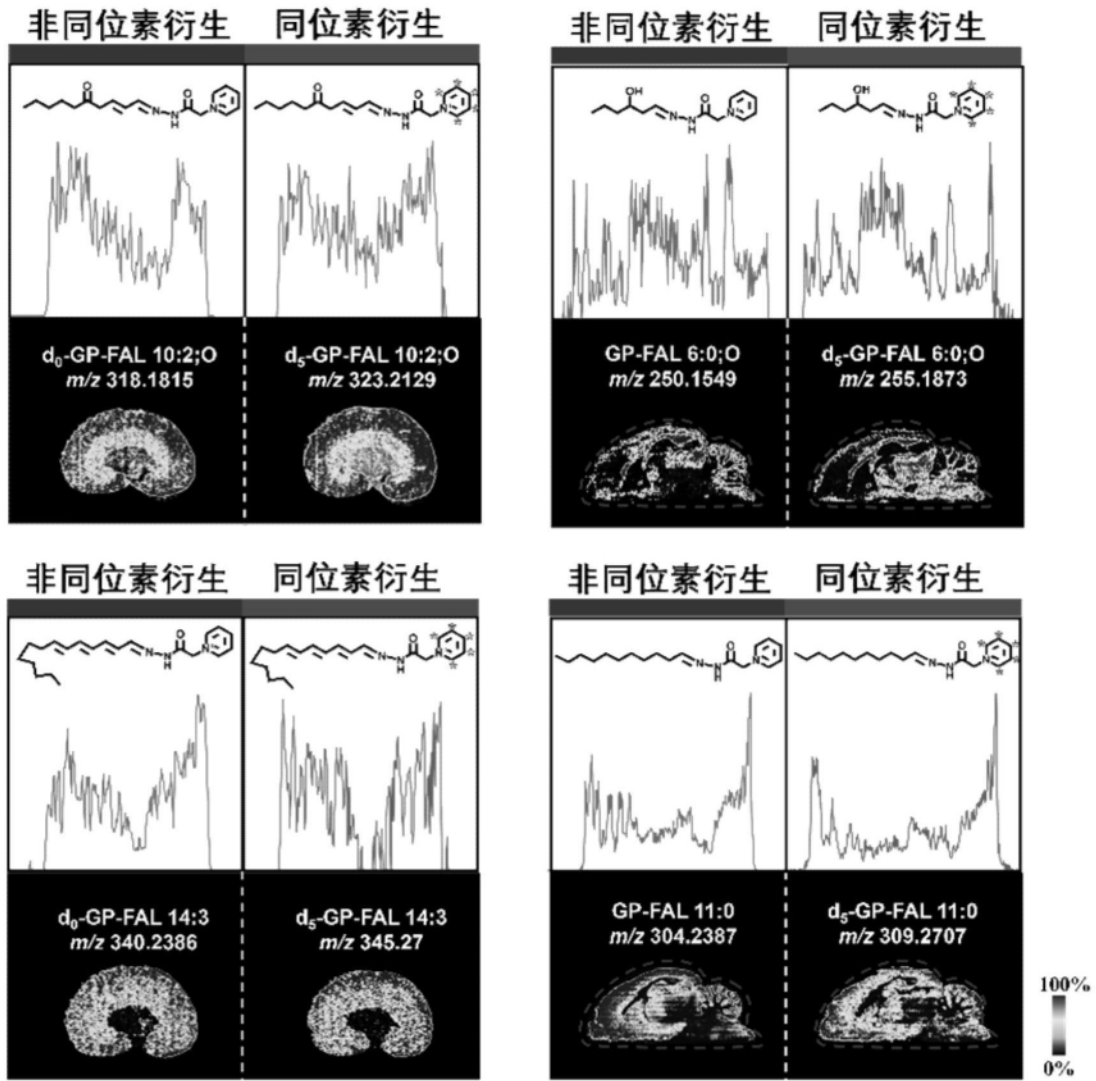 非同位素衍生 同位素衍生
O O N N H N
O O N N H N
d₀-GP-FAL 10:2;O
m/z 318.1815
d₅-GP-FAL 10:2;O
m/z 323.2129
非同位素衍生 同位素衍生
OH O N N H N
OH O N N H N
GP-FAL 6:0;O
m/z 250.1549
d₅-GP-FAL 6:0;O
m/z 255.1873
非同位素衍生 同位素衍生
O N N H N
O N N H N
d₀-GP-FAL 14:3
m/z 340.2386
d₅-GP-FAL 14:3
m/z 345.27
非同位素衍生 同位素衍生
O N N H N
O N N H N
GP-FAL 11:0
m/z 304.2387
d₅-GP-FAL 11:0
m/z 309.2707
100%
0%